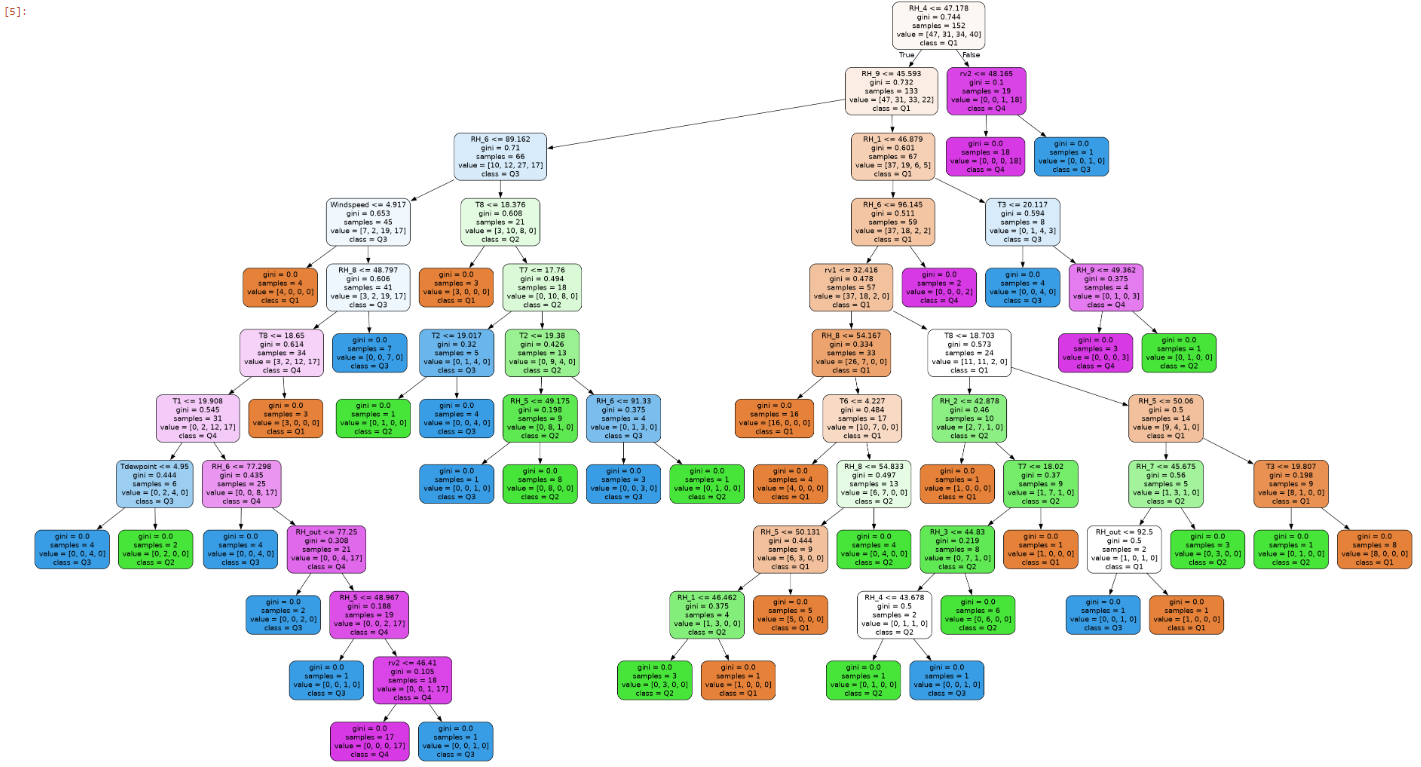 [5]:
RH_4 <= 47.178
gini = 0.744
samples = 152
value = [47, 31, 34, 40]
class = Q1
True
False
RH_9 <= 45.593
gini = 0.732
samples = 133
value = [47, 31, 33, 22]
class = Q1
rv2 <= 48.165
gini = 0.1
samples = 19
value = [0, 0, 1, 18]
class = Q4
RH_6 <= 89.162
gini = 0.71
samples = 66
value = [10, 12, 27, 17]
class = Q3
RH_1 <= 46.879
gini = 0.601
samples = 67
value = [37, 19, 6, 5]
class = Q1
gini = 0.0
samples = 18
value = [0, 0, 0, 18]
class = Q4
gini = 0.0
samples = 1
value = [0, 0, 1, 0]
class = Q3
Windspeed <= 4.917
gini = 0.653
samples = 45
value = [7, 2, 19, 17]
class = Q3
T8 <= 18.376
gini = 0.608
samples = 21
value = [3, 10, 8, 0]
class = Q2
RH_6 <= 96.145
gini = 0.511
samples = 59
value = [37, 18, 2, 2]
class = Q1
T3 <= 20.117
gini = 0.594
samples = 8
value = [0, 1, 4, 3]
class = Q3
gini = 0.0
samples = 4
value = [4, 0, 0, 0]
class = Q1
RH_8 <= 48.797
gini = 0.606
samples = 41
value = [3, 2, 19, 17]
class = Q3
gini = 0.0
samples = 3
value = [3, 0, 0, 0]
class = Q1
T7 <= 17.76
gini = 0.494
samples = 18
value = [0, 10, 8, 0]
class = Q2
rv1 <= 32.416
gini = 0.478
samples = 57
value = [37, 18, 2, 0]
class = Q1
gini = 0.0
samples = 2
value = [0, 0, 0, 2]
class = Q4
gini = 0.0
samples = 4
value = [0, 0, 4, 0]
class = Q3
RH_9 <= 49.362
gini = 0.375
samples = 4
value = [0, 1, 0, 3]
class = Q4
T8 <= 18.65
gini = 0.614
samples = 34
value = [3, 2, 12, 17]
class = Q4
gini = 0.0
samples = 7
value = [0, 0, 7, 0]
class = Q3
T2 <= 19.017
gini = 0.32
samples = 5
value = [0, 1, 4, 0]
class = Q3
T2 <= 19.38
gini = 0.426
samples = 13
value = [0, 9, 4, 0]
class = Q2
RH_8 <= 54.167
gini = 0.334
samples = 33
value = [26, 7, 0, 0]
class = Q1
T8 <= 18.703
gini = 0.573
samples = 24
value = [11, 11, 2, 0]
class = Q1
gini = 0.0
samples = 3
value = [0, 0, 0, 3]
class = Q4
gini = 0.0
samples = 1
value = [0, 1, 0, 0]
class = Q2
T1 <= 19.908
gini = 0.545
samples = 31
value = [0, 2, 12, 17]
class = Q4
gini = 0.0
samples = 3
value = [3, 0, 0, 0]
class = Q1
gini = 0.0
samples = 1
value = [0, 1, 0, 0]
class = Q2
gini = 0.0
samples = 4
value = [0, 0, 4, 0]
class = Q3
RH_5 <= 49.175
gini = 0.198
samples = 9
value = [0, 8, 1, 0]
class = Q2
RH_6 <= 91.33
gini = 0.375
samples = 4
value = [0, 1, 3, 0]
class = Q3
gini = 0.0
samples = 16
value = [16, 0, 0, 0]
class = Q1
T6 <= 4.227
gini = 0.484
samples = 17
value = [10, 7, 0, 0]
class = Q1
RH_2 <= 42.878
gini = 0.46
samples = 10
value = [2, 7, 1, 0]
class = Q2
RH_5 <= 50.06
gini = 0.5
samples = 14
value = [9, 4, 1, 0]
class = Q1
Tdewpoint <= 4.95
gini = 0.444
samples = 6
value = [0, 2, 4, 0]
class = Q3
RH_6 <= 77.298
gini = 0.435
samples = 25
value = [0, 0, 8, 17]
class = Q4
gini = 0.0
samples = 1
value = [0, 0, 1, 0]
class = Q3
gini = 0.0
samples = 8
value = [0, 8, 0, 0]
class = Q2
gini = 0.0
samples = 3
value = [0, 0, 3, 0]
class = Q3
gini = 0.0
samples = 1
value = [0, 1, 0, 0]
class = Q2
gini = 0.0
samples = 4
value = [4, 0, 0, 0]
class = Q1
RH_8 <= 54.833
gini = 0.497
samples = 13
value = [6, 7, 0, 0]
class = Q2
gini = 0.0
samples = 1
value = [1, 0, 0, 0]
class = Q1
T7 <= 18.02
gini = 0.37
samples = 9
value = [1, 7, 1, 0]
class = Q2
RH_7 <= 45.675
gini = 0.56
samples = 5
value = [1, 3, 1, 0]
class = Q2
T3 <= 19.807
gini = 0.198
samples = 9
value = [8, 1, 0, 0]
class = Q1
gini = 0.0
samples = 4
value = [0, 0, 4, 0]
class = Q3
gini = 0.0
samples = 2
value = [0, 2, 0, 0]
class = Q2
gini = 0.0
samples = 4
value = [0, 0, 4, 0]
class = Q3
RH_out <= 77.25
gini = 0.308
samples = 21
value = [0, 0, 4, 17]
class = Q4
RH_5 <= 50.131
gini = 0.444
samples = 9
value = [6, 3, 0, 0]
class = Q1
gini = 0.0
samples = 4
value = [0, 4, 0, 0]
class = Q2
RH_3 <= 44.83
gini = 0.219
samples = 8
value = [0, 7, 1, 0]
class = Q2
gini = 0.0
samples = 1
value = [1, 0, 0, 0]
class = Q1
RH_out <= 92.5
gini = 0.5
samples = 2
value = [1, 0, 1, 0]
class = Q1
gini = 0.0
samples = 3
value = [0, 3, 0, 0]
class = Q2
gini = 0.0
samples = 1
value = [0, 1, 0, 0]
class = Q2
gini = 0.0
samples = 8
value = [8, 0, 0, 0]
class = Q1
gini = 0.0
samples = 2
value = [0, 0, 2, 0]
class = Q3
RH_5 <= 48.967
gini = 0.188
samples = 19
value = [0, 0, 2, 17]
class = Q4
RH_1 <= 46.462
gini = 0.375
samples = 4
value = [1, 3, 0, 0]
class = Q2
gini = 0.0
samples = 5
value = [5, 0, 0, 0]
class = Q1
RH_4 <= 43.678
gini = 0.5
samples = 2
value = [0, 1, 1, 0]
class = Q2
gini = 0.0
samples = 6
value = [0, 6, 0, 0]
class = Q2
gini = 0.0
samples = 1
value = [0, 0, 1, 0]
class = Q3
gini = 0.0
samples = 1
value = [1, 0, 0, 0]
class = Q1
gini = 0.0
samples = 1
value = [0, 0, 1, 0]
class = Q3
rv2 <= 46.41
gini = 0.105
samples = 18
value = [0, 0, 1, 17]
class = Q4
gini = 0.0
samples = 3
value = [0, 3, 0, 0]
class = Q2
gini = 0.0
samples = 1
value = [1, 0, 0, 0]
class = Q1
gini = 0.0
samples = 1
value = [0, 1, 0, 0]
class = Q2
gini = 0.0
samples = 1
value = [0, 0, 1, 0]
class = Q3
gini = 0.0
samples = 17
value = [0, 0, 0, 17]
class = Q4
gini = 0.0
samples = 1
value = [0, 0, 1, 0]
class = Q3